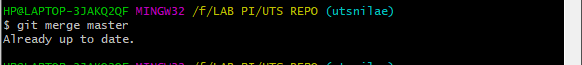 HP@LAPTOP-3JAKQ2QF MINGW32 /f/LAB PI/UTS REPO (utsnilae)
$ git merge master
Already up to date.